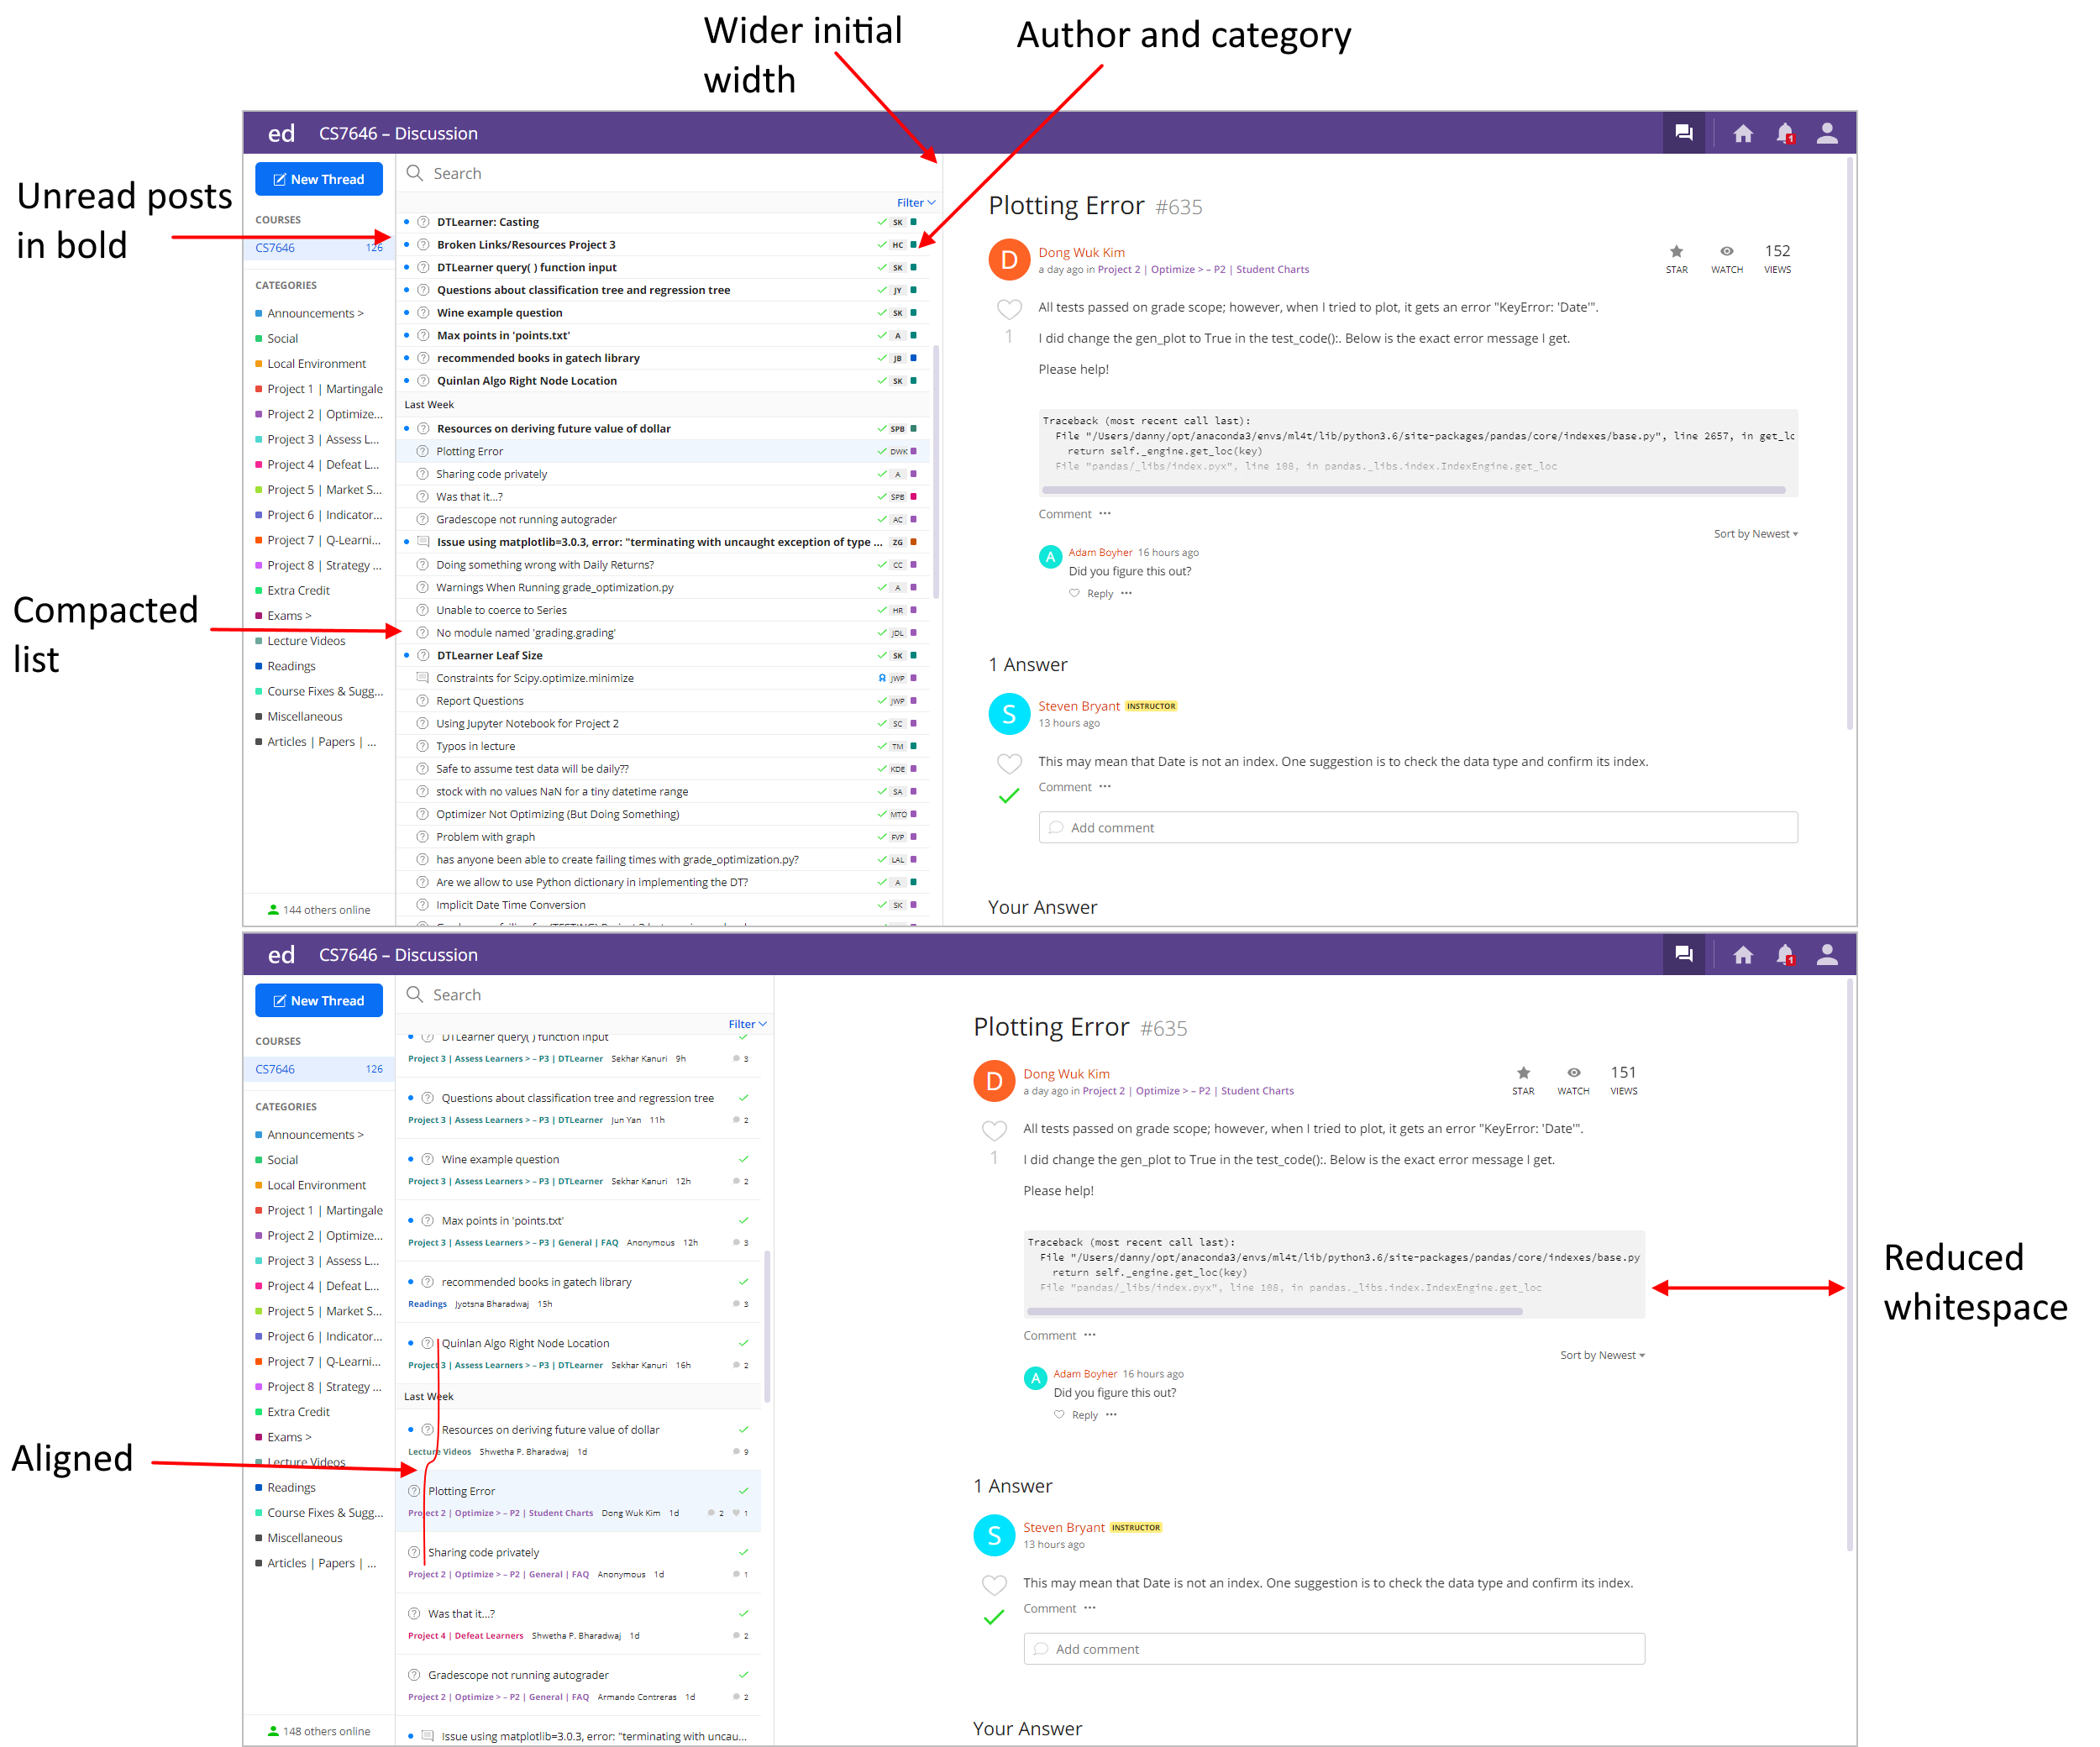 Wider initial
width
Author and category
Unread posts
in bold
Compacted
list
ed CS7646 – Discussion
1
New Thread
COURSES
CS7646 126
CATEGORIES
Announcements >
Social
Local Environment
Project 1 | Martingale
Project 2 | Optimize...
Project 3 | Assess L...
Project 4 | Defeat L...
Project 5 | Market S...
Project 6 | Indicator...
Project 7 | Q-Learni...
Project 8 | Strategy ...
Extra Credit
Exams >
Lecture Videos
Readings
Course Fixes & Sugg...
Miscellaneous
Articles | Papers | ...
144 others online
Search
Filter
DTLearner: Casting SK
Broken Links/Resources Project 3 HC
DTLearner query( ) function input SK
Questions about classification tree and regression tree JY
Wine example question SK
Max points in 'points.txt' A
recommended books in gatech library JB
Quinlan Algo Right Node Location SK
Last Week
Resources on deriving future value of dollar SPB
Plotting Error DWK
Sharing code privately A
Was that it...? SPB
Gradescope not running autograder AC
Issue using matplotlib=3.0.3, error: "terminating with uncaught exception of type ... ZG
Doing something wrong with Daily Returns? CC
Warnings When Running grade_optimization.py A
Unable to coerce to Series HR
No module named 'grading.grading' JDL
DTLearner Leaf Size SK
Constraints for Scipy.optimize.minimize JWP
Report Questions JWP
Using Jupyter Notebook for Project 2 SC
Typos in lecture TM
Safe to assume test data will be daily?? KDE
stock with no values NaN for a tiny datetime range SA
Optimizer Not Optimizing (But Doing Something) MTO
Problem with graph FVP
has anyone been able to create failing times with grade_optimization.py? LAL
Are we allow to use Python dictionary in implementing the DT? A
Implicit Date Time Conversion SK
Plotting Error #635
D Dong Wuk Kim
a day ago in Project 2 | Optimize > – P2 | Student Charts
STAR WATCH 152 VIEWS
All tests passed on grade scope; however, when I tried to plot, it gets an error "KeyError: 'Date'".
1
I did change the gen_plot to True in the test_code():. Below is the exact error message I get.
Please help!
Traceback (most recent call last):
File "/Users/danny/opt/anaconda3/envs/ml4t/lib/python3.6/site-packages/pandas/core/indexes/base.py", line 2657, in get_lc
return self._engine.get_loc(key)
File "pandas/_libs/index.pyx", line 108, in pandas._libs.index.IndexEngine.get_loc
Comment ···
Sort by Newest
A Adam Boyher 16 hours ago
Did you figure this out?
Reply ···
1 Answer
S Steven Bryant INSTRUCTOR
13 hours ago
This may mean that Date is not an index. One suggestion is to check the data type and confirm its index.
Comment ···
Add comment
Your Answer
Aligned
Reduced
whitespace
ed CS7646 – Discussion
1
New Thread
COURSES
CS7646 126
CATEGORIES
Announcements >
Social
Local Environment
Project 1 | Martingale
Project 2 | Optimize...
Project 3 | Assess L...
Project 4 | Defeat L...
Project 5 | Market S...
Project 6 | Indicator...
Project 7 | Q-Learni...
Project 8 | Strategy ...
Extra Credit
Exams >
Lecture Videos
Readings
Course Fixes & Sugg...
Miscellaneous
Articles | Papers | ...
148 others online
Search
Filter
DTLearner query( ) function input
Project 3 | Assess Learners > – P3 | DTLearner Sekhar Kanuri 9h 3
Questions about classification tree and regression tree
Project 3 | Assess Learners > – P3 | DTLearner Jun Yan 11h 2
Wine example question
Project 3 | Assess Learners > – P3 | DTLearner Sekhar Kanuri 12h 2
Max points in 'points.txt'
Project 3 | Assess Learners > – P3 | General | FAQ Anonymous 12h 3
recommended books in gatech library
Readings Jyotsna Bharadwaj 15h 3
Quinlan Algo Right Node Location
Project 3 | Assess Learners > – P3 | DTLearner Sekhar Kanuri 16h 2
Last Week
Resources on deriving future value of dollar
Lecture Videos Shwetha P. Bharadwaj 1d 9
Plotting Error
Project 2 | Optimize > – P2 | Student Charts Dong Wuk Kim 1d 2 1
Sharing code privately
Project 2 | Optimize > – P2 | General | FAQ Anonymous 1d 1
Was that it...?
Project 4 | Defeat Learners Shwetha P. Bharadwaj 1d 2
Gradescope not running autograder
Project 2 | Optimize > – P2 | General | FAQ Armando Contreras 1d 2
Issue using matplotlib=3.0.3, error: "terminating with uncau...
Plotting Error #635
D Dong Wuk Kim
a day ago in Project 2 | Optimize > – P2 | Student Charts
STAR WATCH 151 VIEWS
All tests passed on grade scope; however, when I tried to plot, it gets an error "KeyError: 'Date'".
1
I did change the gen_plot to True in the test_code():. Below is the exact error message I get.
Please help!
Traceback (most recent call last):
File "/Users/danny/opt/anaconda3/envs/ml4t/lib/python3.6/site-packages/pandas/core/indexes/base.py
return self._engine.get_loc(key)
File "pandas/_libs/index.pyx", line 108, in pandas._libs.index.IndexEngine.get_loc
Comment ···
Sort by Newest
A Adam Boyher 16 hours ago
Did you figure this out?
Reply ···
1 Answer
S Steven Bryant INSTRUCTOR
13 hours ago
This may mean that Date is not an index. One suggestion is to check the data type and confirm its index.
Comment ···
Add comment
Your Answer